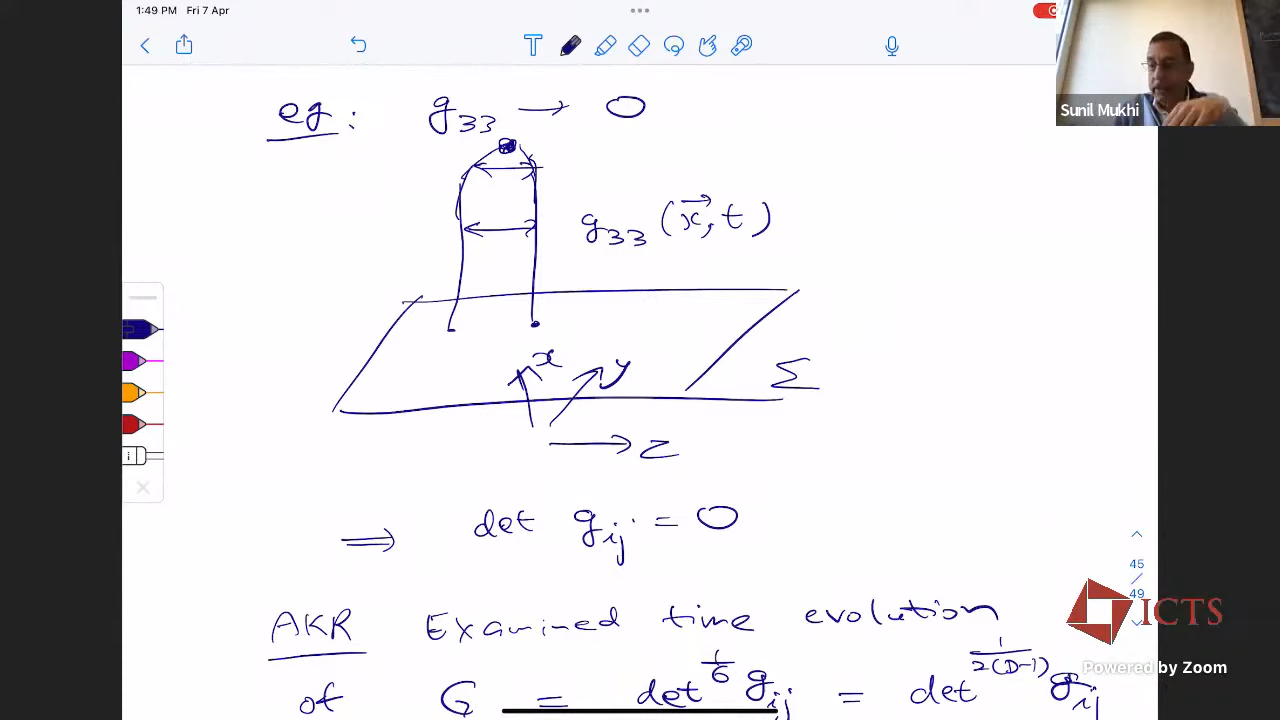 1:49 PM Fri 7 Apr
Sunil Mukhi
eg: g₃₃ → 0
g₃₃ (x⃗, t)
x y
Σ
z
⟹ det gᵢⱼ = 0
45
/
49
AKR Examined time evolution
of G = det^{1/6} gᵢⱼ = det^{1/2(D-1)} gᵢⱼ
ICTS
Powered by Zoom